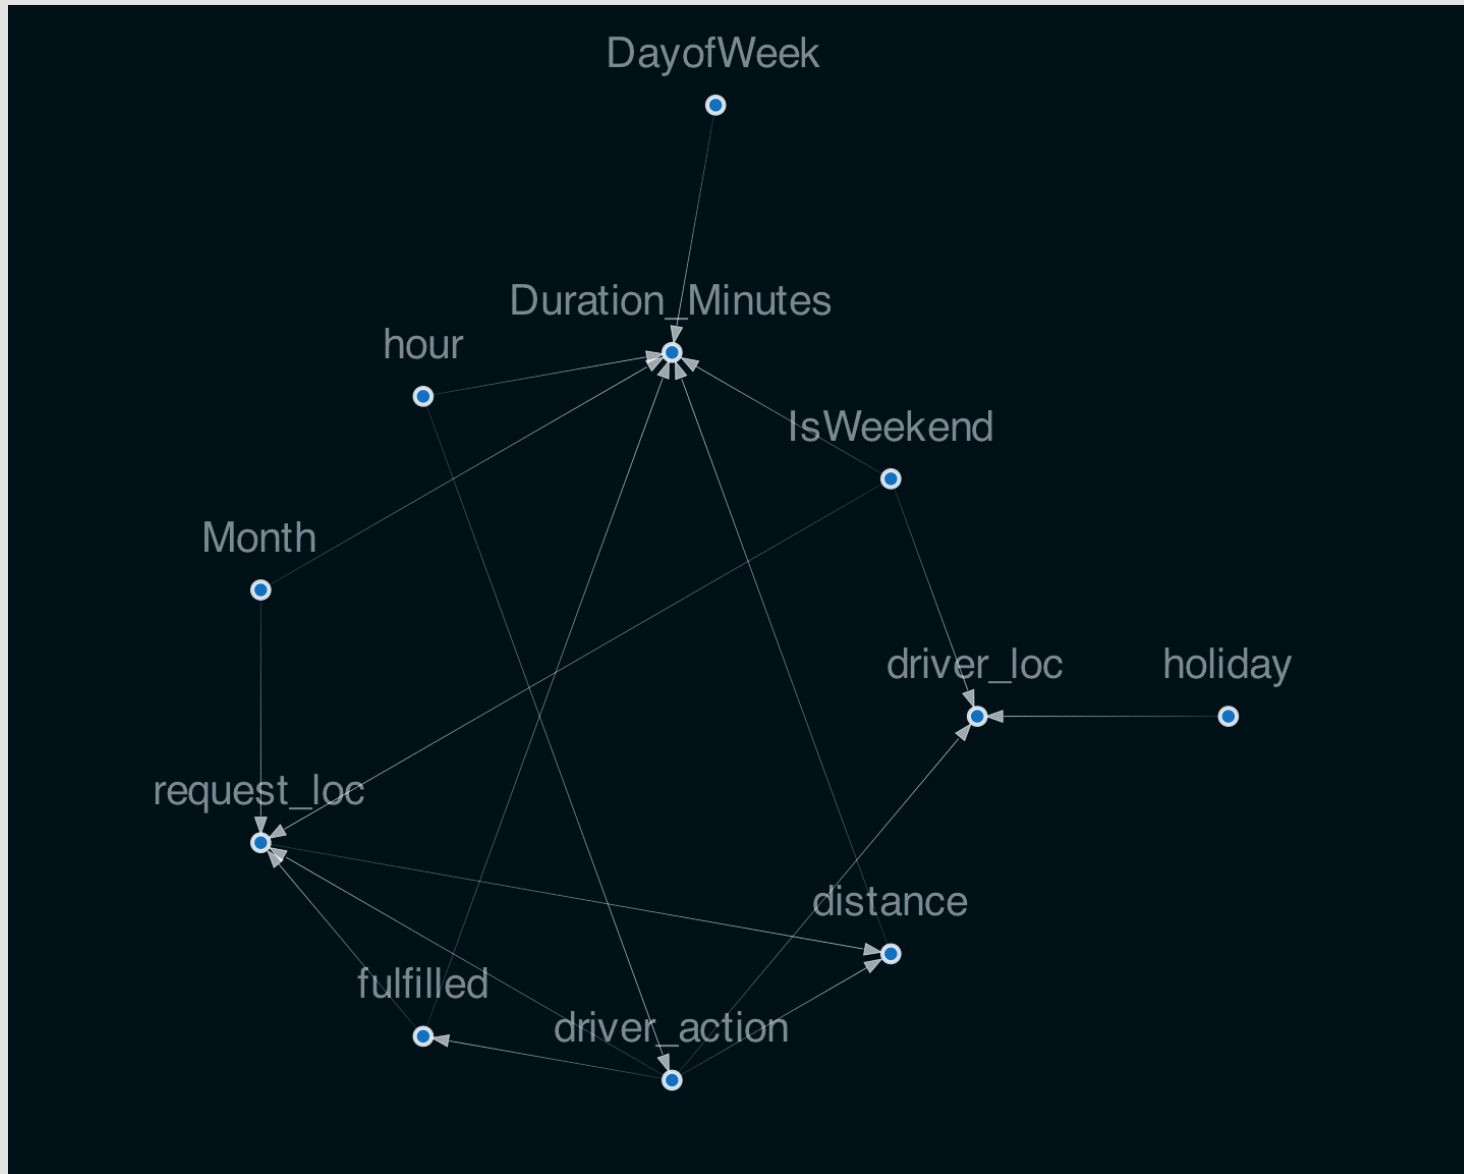 DayofWeek
Duration_Minutes
hour
IsWeekend
Month
driver_loc
holiday
request_loc
distance
fulfilled
driver_action